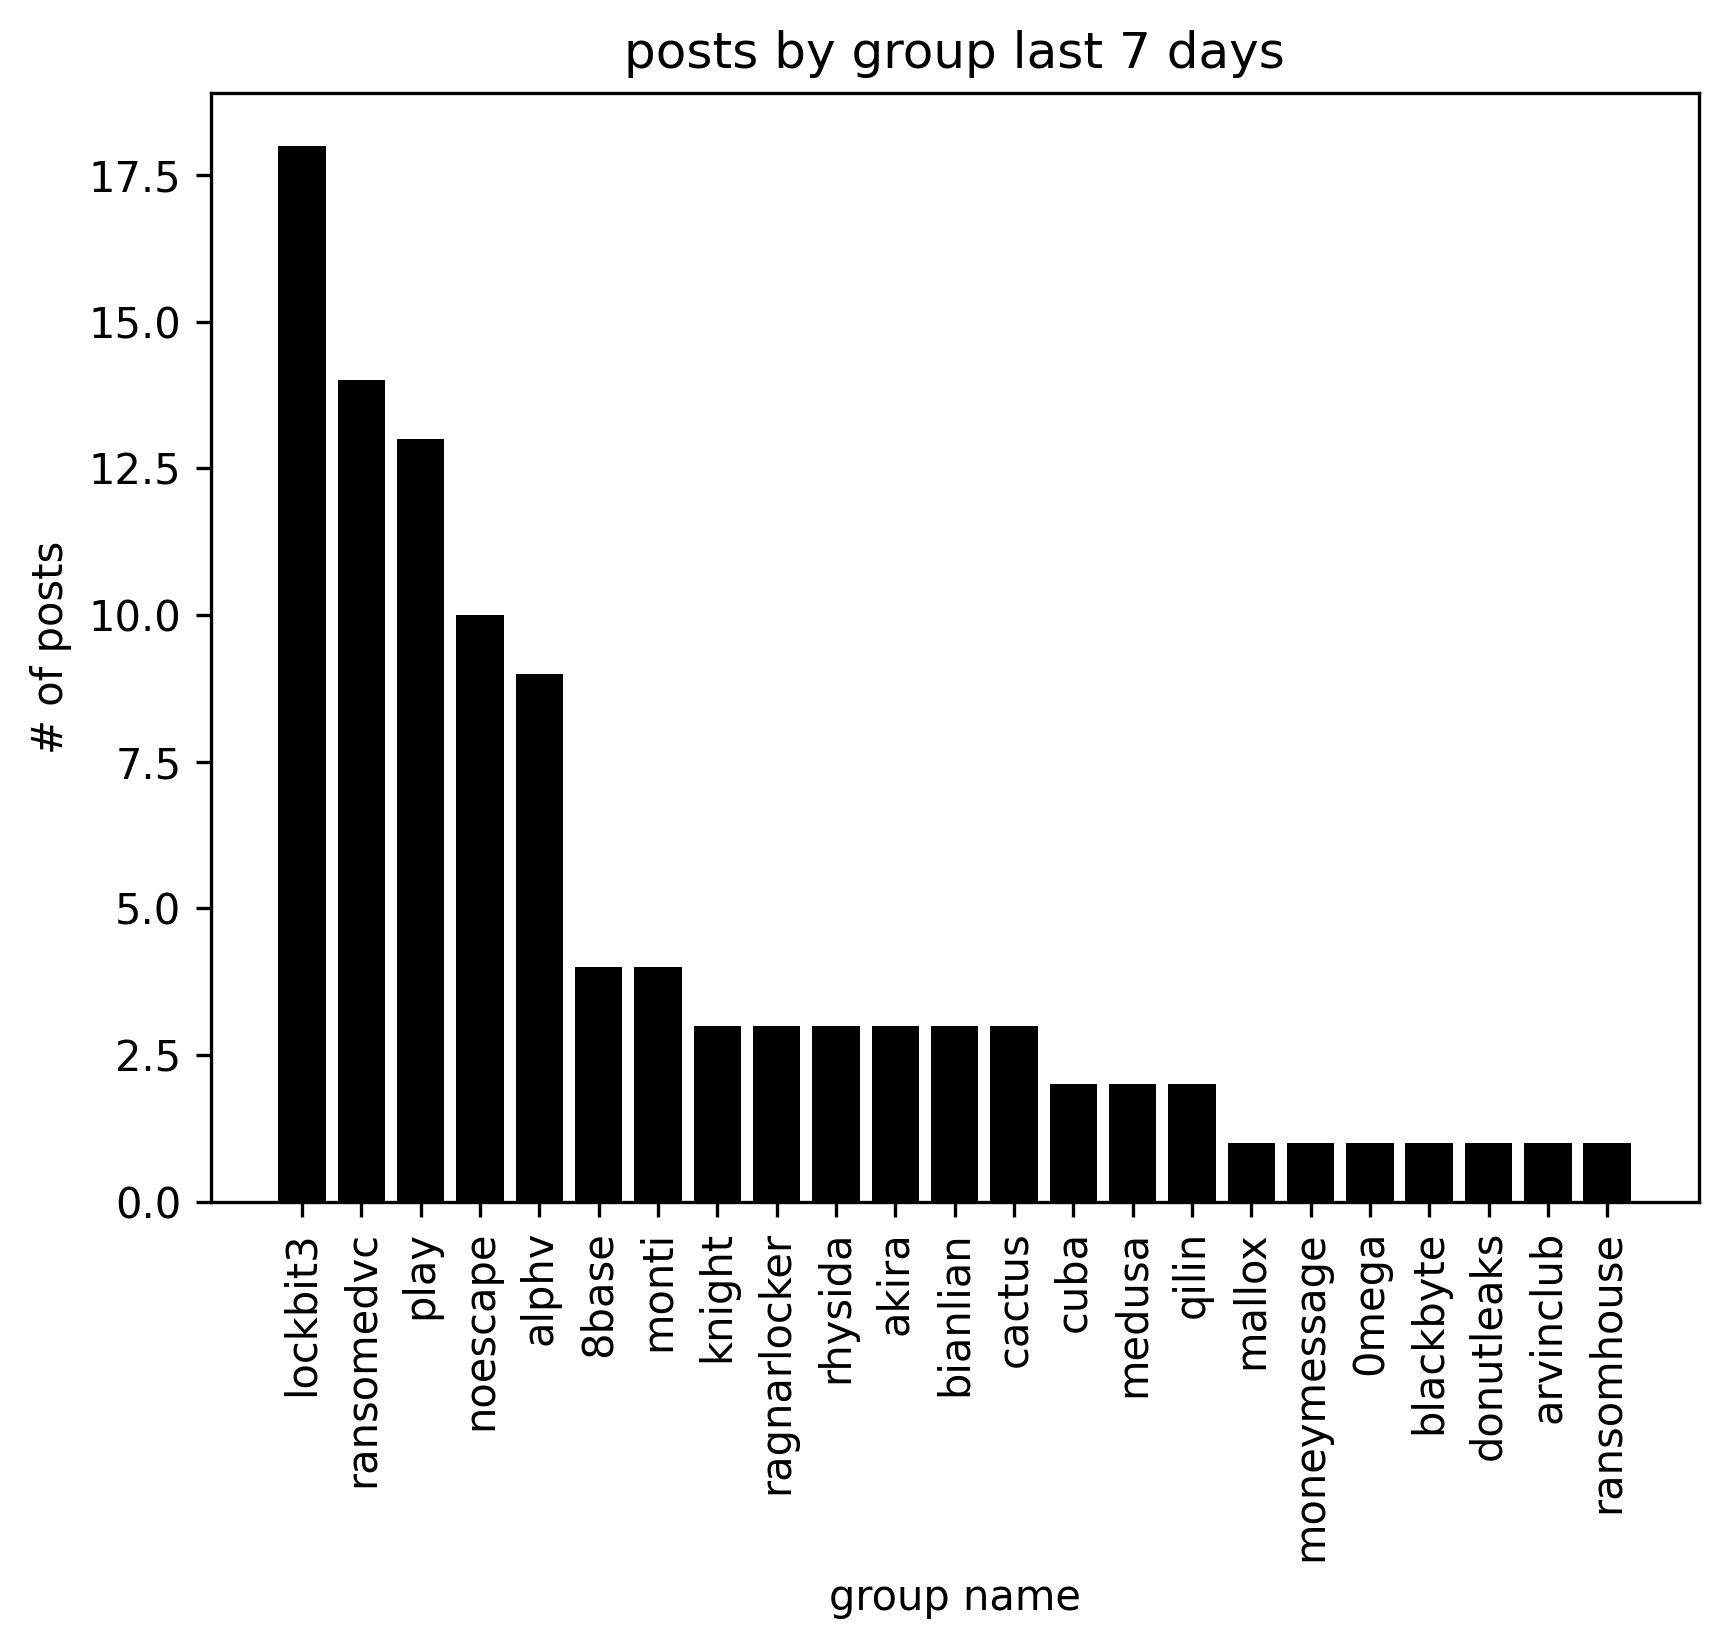 posts by group last 7 days
# of posts
17.5
15.0
12.5
10.0
7.5
5.0
2.5
0.0
lockbit3
ransomedvc
play
noescape
alphv
8base
monti
knight
ragnarlocker
rhysida
akira
bianlian
cactus
cuba
medusa
qilin
mallox
moneymessage
0mega
blackbyte
donutleaks
arvinclub
ransomhouse
group name